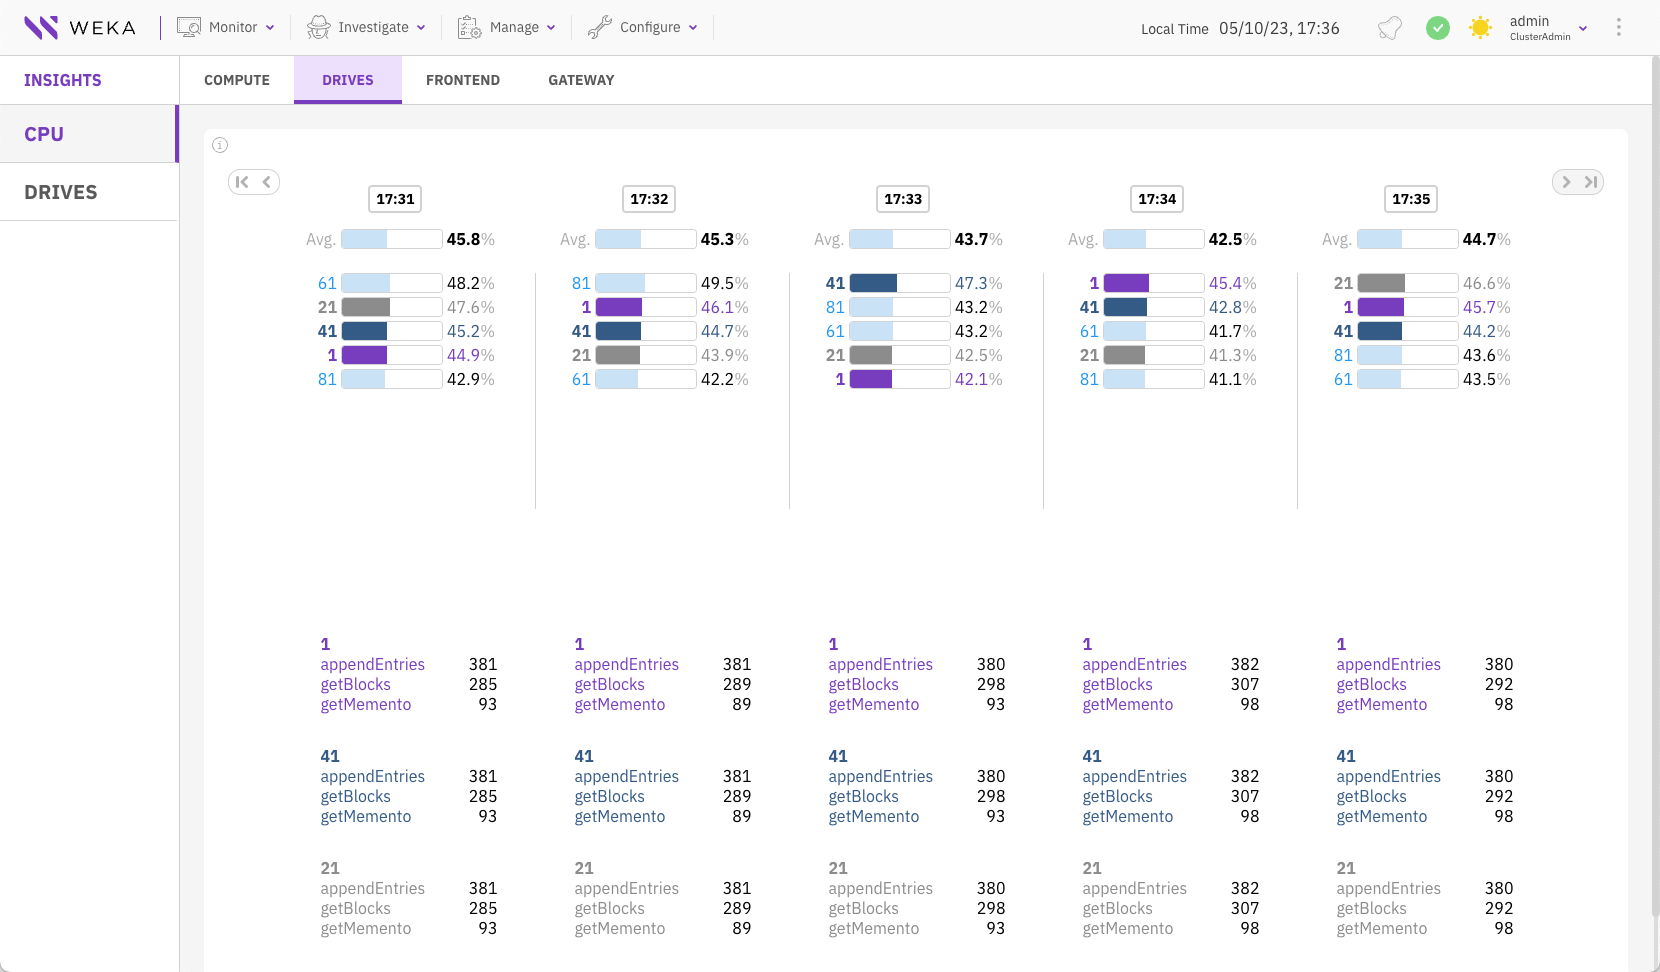 WEKA Monitor Investigate Manage Configure Local Time 05/10/23, 17:36 admin
ClusterAdmin
INSIGHTS COMPUTE DRIVES FRONTEND GATEWAY
CPU
DRIVES
17:31 17:32 17:33 17:34 17:35
Avg. 45.8% Avg. 45.3% Avg. 43.7% Avg. 42.5% Avg. 44.7%
61 48.2% 81 49.5% 41 47.3% 1 45.4% 21 46.6%
21 47.6% 1 46.1% 81 43.2% 41 42.8% 1 45.7%
41 45.2% 41 44.7% 61 43.2% 61 41.7% 41 44.2%
1 44.9% 21 43.9% 21 42.5% 21 41.3% 81 43.6%
81 42.9% 61 42.2% 1 42.1% 81 41.1% 61 43.5%
1 1 1 1 1
appendEntries 381 appendEntries 381 appendEntries 380 appendEntries 382 appendEntries 380
getBlocks 285 getBlocks 289 getBlocks 298 getBlocks 307 getBlocks 292
getMemento 93 getMemento 89 getMemento 93 getMemento 98 getMemento 98
41 41 41 41 41
appendEntries 381 appendEntries 381 appendEntries 380 appendEntries 382 appendEntries 380
getBlocks 285 getBlocks 289 getBlocks 298 getBlocks 307 getBlocks 292
getMemento 93 getMemento 89 getMemento 93 getMemento 98 getMemento 98
21 21 21 21 21
appendEntries 381 appendEntries 381 appendEntries 380 appendEntries 382 appendEntries 380
getBlocks 285 getBlocks 289 getBlocks 298 getBlocks 307 getBlocks 292
getMemento 93 getMemento 89 getMemento 93 getMemento 98 getMemento 98